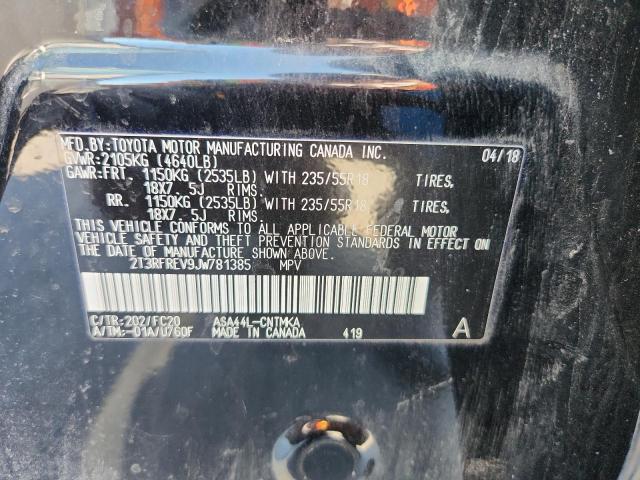 MFD.BY:TOYOTA MOTOR MANUFACTURING CANADA INC. 04/18
GVWR:2105KG (4640LB)
GAWR:FRT. 1150KG (2535LB) WITH 235/55R18 TIRES,
18X7. 5J RIMS.
RR. 1150KG (2535LB) WITH 235/55R18 TIRES,
18X7. 5J RIMS.
THIS VEHICLE CONFORMS TO ALL APPLICABLE FEDERAL MOTOR
VEHICLE SAFETY AND THEFT PREVENTION STANDARDS IN EFFECT ON
THE DATE OF MANUFACTURE SHOWN ABOVE.
2T3RFREV9JW781385 MPV
C/TR:202/FC20 ASA44L-CNTMKA
A/TM:-01A/U760F MADE IN CANADA 419 A